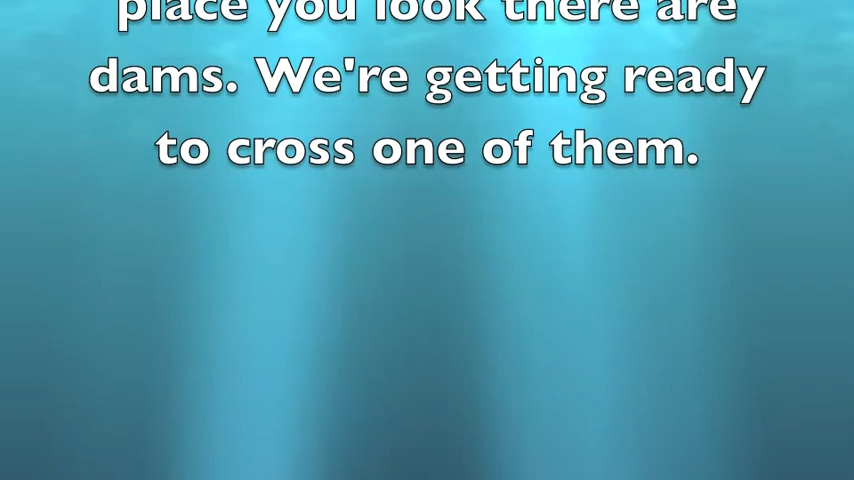 place you look there are
dams. We're getting ready
to cross one of them.